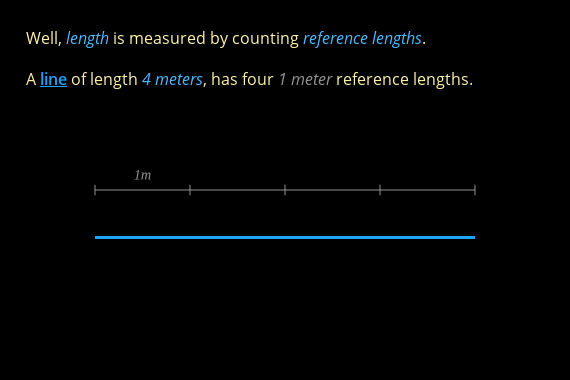 Well, length is measured by counting reference lengths.
A line of length 4 meters, has four 1 meter reference lengths.
1m